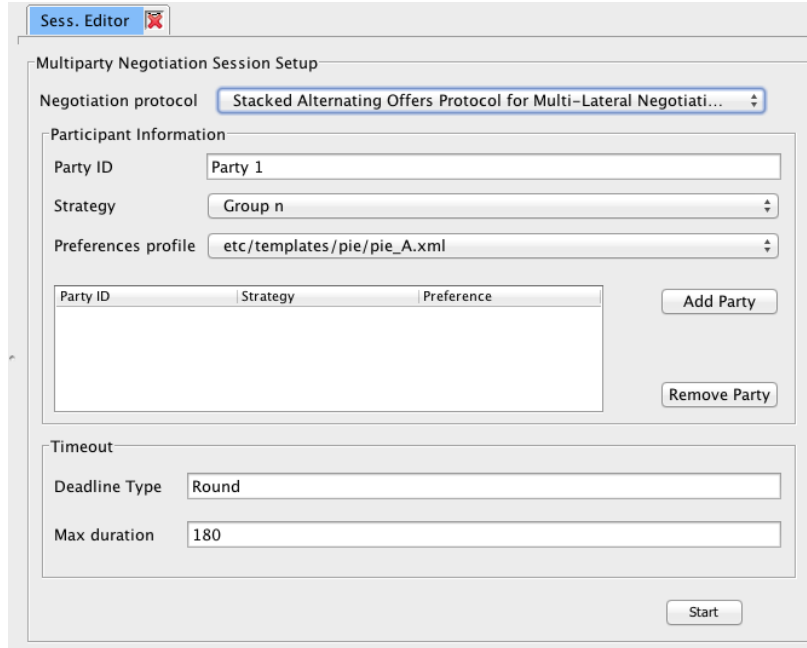 Sess. Editor
Multiparty Negotiation Session Setup
Negotiation protocol Stacked Alternating Offers Protocol for Multi-Lateral Negotiati...
Participant Information
Party ID Party 1
Strategy Group n
Preferences profile etc/templates/pie/pie_A.xml
Party ID Strategy Preference
Add Party
Remove Party
Timeout
Deadline Type Round
Max duration 180
Start